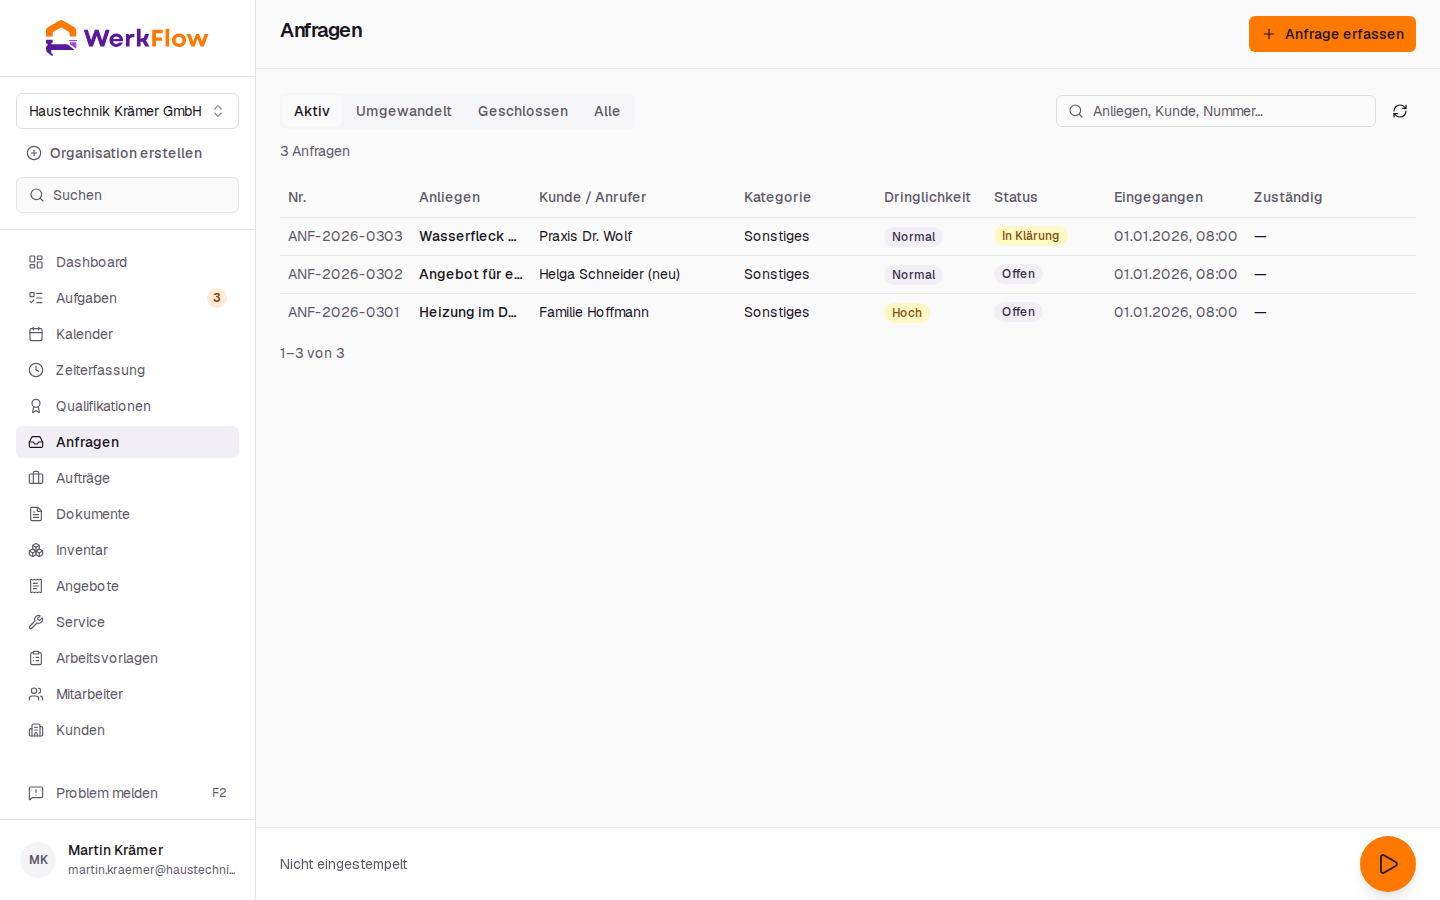 WerkFlow
Haustechnik Krämer GmbH
Organisation erstellen
Suchen
Dashboard
Aufgaben 3
Kalender
Zeiterfassung
Qualifikationen
Anfragen
Aufträge
Dokumente
Inventar
Angebote
Service
Arbeitsvorlagen
Mitarbeiter
Kunden
Problem melden F2
MK
Martin Krämer
martin.kraemer@haustechni…
Anfragen
Anfrage erfassen
Aktiv Umgewandelt Geschlossen Alle
Anliegen, Kunde, Nummer…
3 Anfragen
Nr. Anliegen Kunde / Anrufer Kategorie Dringlichkeit Status Eingegangen Zuständig
ANF-2026-0303 Wasserfleck … Praxis Dr. Wolf Sonstiges Normal In Klärung 01.01.2026, 08:00 —
ANF-2026-0302 Angebot für e… Helga Schneider (neu) Sonstiges Normal Offen 01.01.2026, 08:00 —
ANF-2026-0301 Heizung im D… Familie Hoffmann Sonstiges Hoch Offen 01.01.2026, 08:00 —
1–3 von 3
Nicht eingestempelt